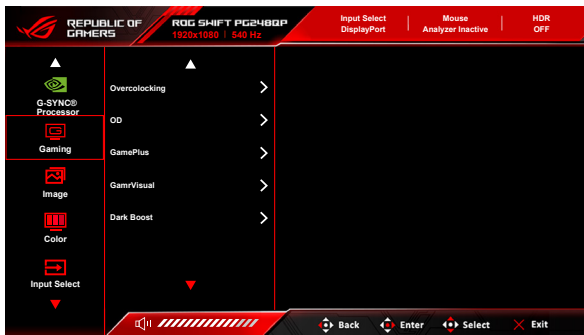 REPUBLIC OF
GAMERS
ROG SWIFT PG248QP
1920x1080 | 540 Hz
Input Select
DisplayPort
Mouse
Analyzer Inactive
HDR
OFF
G-SYNC®
Processor
Gaming
Image
Color
Input Select
Overcolocking
OD
GamePlus
GamrVisual
Dark Boost
Back
Enter
Select
Exit